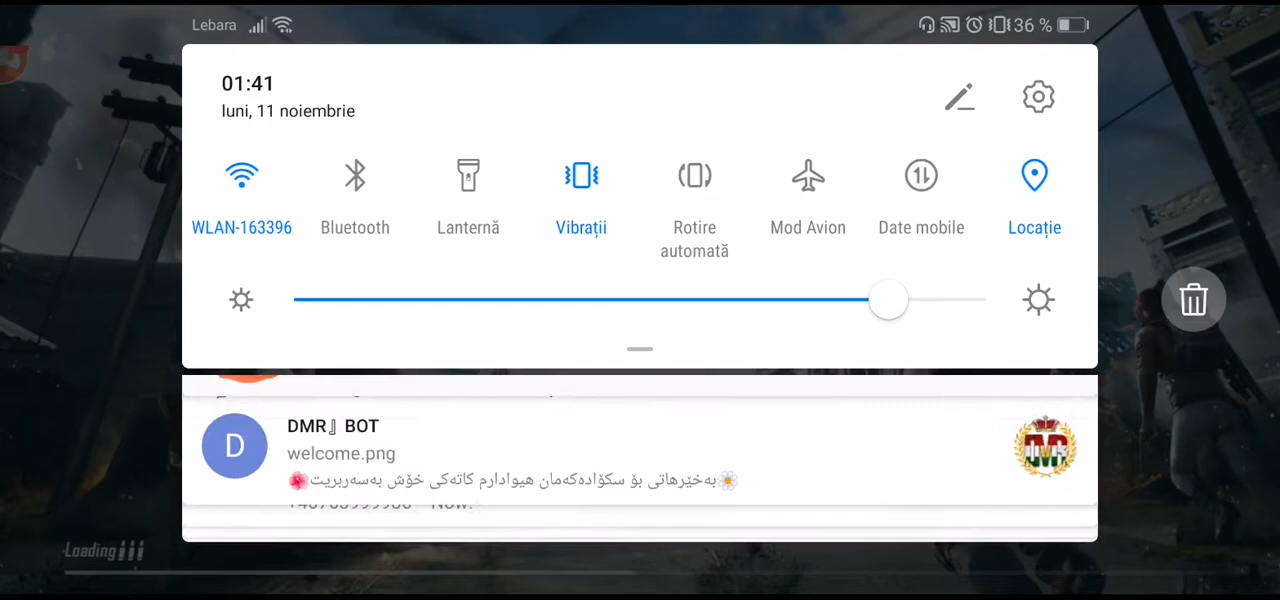 Lebara
36 %
01:41
luni, 11 noiembrie
WLAN-163396
Bluetooth
Lanternă
Vibrații
Rotire
automată
Mod Avion
Date mobile
Locație
D
DMR』 BOT
welcome.png
🌸بەخێرهاتی بۆ سکۆادەکەمان هیوادارم کاتەکی خۆش بەسەربریت🌼
DMR
Loading